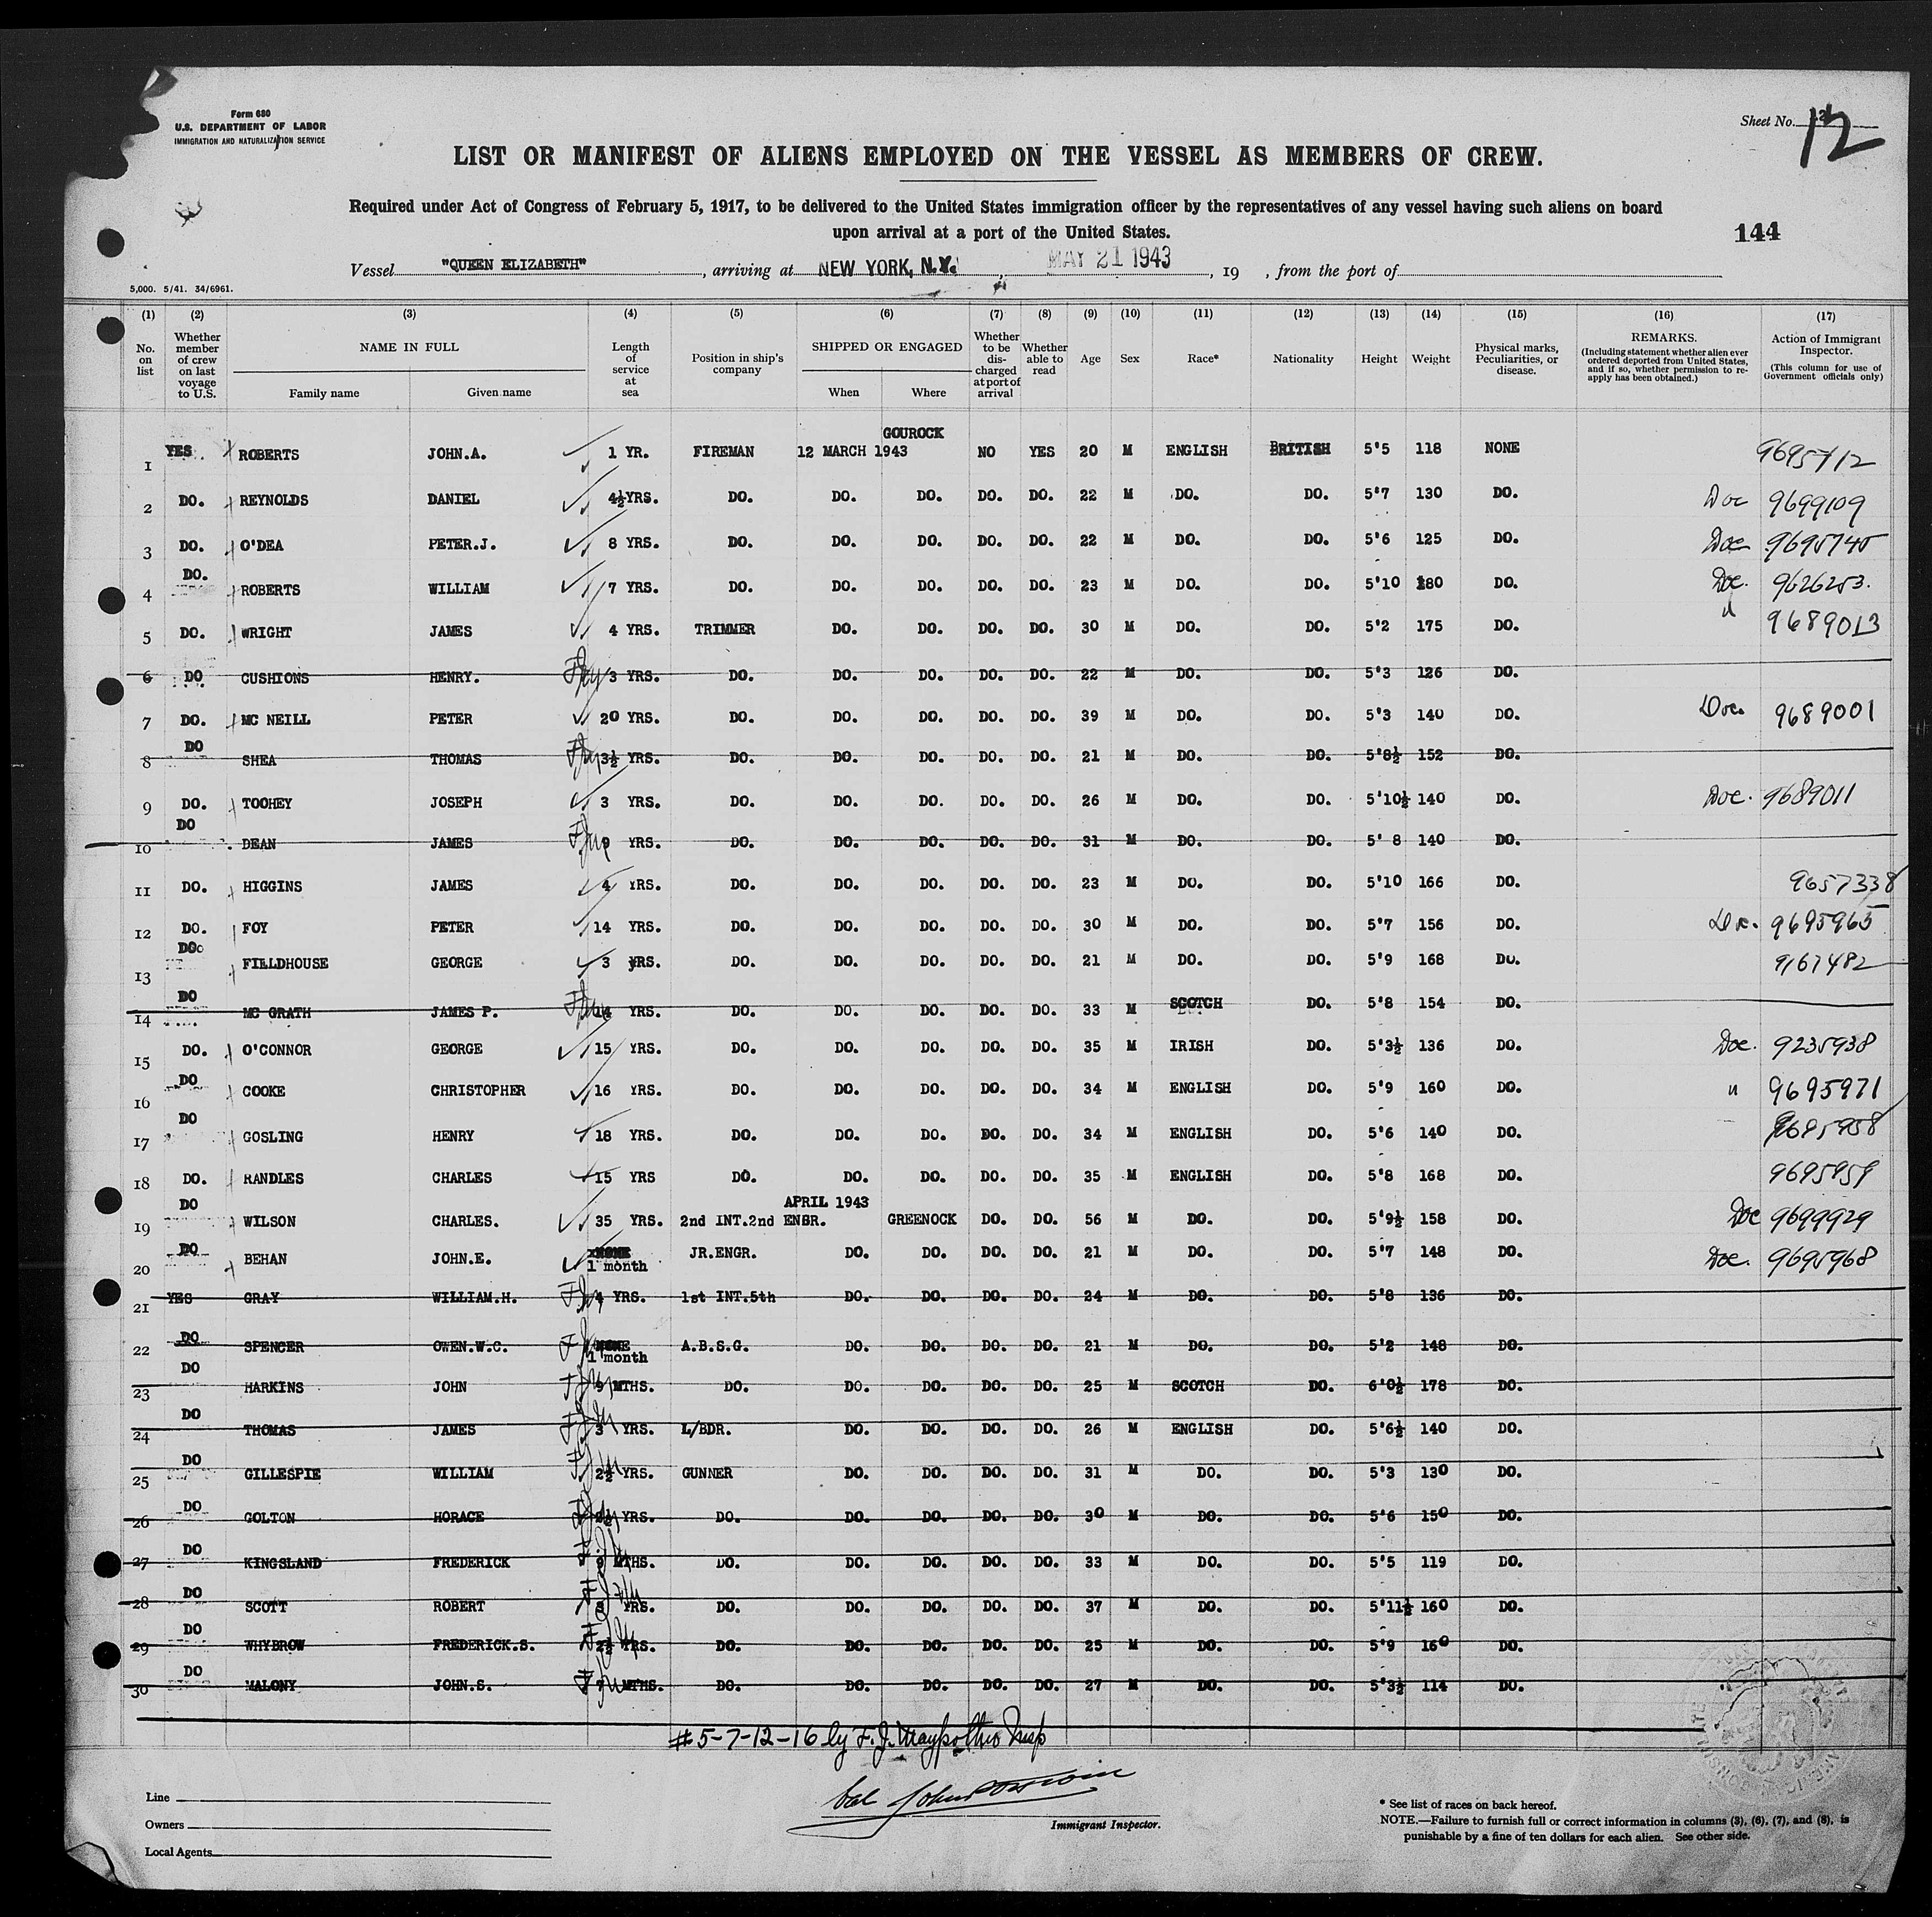 Form 680
U.S. DEPARTMENT OF LABOR
IMMIGRATION AND NATURALIZATION SERVICE
Sheet No. 12
LIST OR MANIFEST OF ALIENS EMPLOYED ON THE VESSEL AS MEMBERS OF CREW.
Required under Act of Congress of February 5, 1917, to be delivered to the United States immigration officer by the representatives of any vessel having such aliens on board
upon arrival at a port of the United States.
144
Vessel "QUEEN ELIZABETH", arriving at NEW YORK, N.Y., MAY 21 1943, 19 , from the port of
5,000. 5/41. 34/6961.
(1) (2) (3) (4) (5) (6) (7) (8) (9) (10) (11) (12) (13) (14) (15) (16) (17)
No. on list Whether member of crew on last voyage to U.S. NAME IN FULL Family name Given name Length of service at sea Position in ship's company SHIPPED OR ENGAGED When Where Whether to be discharged at port of arrival Whether able to read Age Sex Race* Nationality Height Weight Physical marks, Peculiarities, or disease. REMARKS. (Including statement whether alien ever ordered deported from United States, and if so, whether permission to reapply has been obtained.) Action of Immigrant Inspector. (This column for use of Government officials only)
1 YES ROBERTS JOHN.A. 1 YR. FIREMAN 12 MARCH 1943 GOUROCK NO YES 20 M ENGLISH BRITISH 5'5 118 NONE 9695712
2 DO. REYNOLDS DANIEL 4½YRS. DO. DO. DO. DO. DO. 22 M DO. DO. 5'7 130 DO. Doc 9699109
3 DO. O'DEA PETER.J. 8 YRS. DO. DO. DO. DO. DO. 22 M DO. DO. 5'6 125 DO. Doc 9695745
4 DO. ROBERTS WILLIAM 7 YRS. DO. DO. DO. DO. DO. 23 M DO. DO. 5'10 180 DO. Doc. 9626253.
5 DO. WRIGHT JAMES 4 YRS. TRIMMER DO. DO. DO. DO. 30 M DO. DO. 5'2 175 DO. " 9689013
6 DO CUSHIONS HENRY. 3 YRS. DO. DO. DO. DO. DO. 22 M DO. DO. 5'3 126 DO.
7 DO. MC NEILL PETER 20 YRS. DO. DO. DO. DO. DO. 39 M DO. DO. 5'3 140 DO. Doc. 9689001
8 DO SHEA THOMAS 3½ YRS. DO. DO. DO. DO. DO. 21 M DO. DO. 5'8½ 152 DO.
9 DO. TOOHEY JOSEPH 3 YRS. DO. DO. DO. DO. DO. 26 M DO. DO. 5'10½ 140 DO. Doc. 9689011
10 DO DEAN JAMES 9 YRS. DO. DO. DO. DO. DO. 31 M DO. DO. 5' 8 140 DO.
11 DO. HIGGINS JAMES 4 YRS. DO. DO. DO. DO. DO. 23 M DO. DO. 5'10 166 DO. 9657338
12 DO. FOY PETER 14 YRS. DO. DO. DO. DO. DO. 30 M DO. DO. 5'7 156 DO. Doc. 9695965
13 DO. FILLDHOUSE GEORGE 3 YRS. DO. DO. DO. DO. DO. 21 M DO. DO. 5'9 168 DO. 9167482
14 DO MC GRATH JAMES P. 14 YRS. DO. DO. DO. DO. DO. 33 M SCOTCH DO. 5'8 154 DO.
15 DO. O'CONNOR GEORGE 15 YRS. DO. DO. DO. DO. DO. 35 M IRISH DO. 5'3½ 136 DO. Doc. 9235938
16 DO COOKE CHRISTOPHER 16 YRS. DO. DO. DO. DO. DO. 34 M ENGLISH DO. 5'9 160 DO. " 9695971
17 DO GOSLING HENRY 18 YRS. DO. DO. DO. DO. DO. 34 M ENGLISH DO. 5'6 140 DO. 9695958
18 DO. RANDLES CHARLES 15 YRS DO. DO. DO. DO. DO. 35 M ENGLISH DO. 5'8 168 DO. 9695959
19 DO WILSON CHARLES. 35 YRS. 2nd INT.2nd ENGR. APRIL 1943 GREENOCK DO. DO. 56 M DO. DO. 5'9½ 158 DO. Doc 9699929
20 DO BEHAN JOHN.E. 1 month JR.ENGR. DO. DO. DO. DO. 21 M DO. DO. 5'7 148 DO. Doc. 9695968
21 YES GRAY WILLIAM.H. 4 YRS. 1st INT.5th DO. DO. DO. DO. 24 M DO. DO. 5'8 136 DO.
22 DO SPENCER OWEN.W.C. 1 month A.B.S.G. DO. DO. DO. DO. 21 M DO. DO. 5'2 148 DO.
23 DO HARKINS JOHN 9 MTHS. DO. DO. DO. DO. DO. 25 M SCOTCH DO. 6'0½ 178 DO.
24 DO THOMAS JAMES 3 YRS. L/BDR. DO. DO. DO. DO. 26 M ENGLISH DO. 5'6½ 140 DO.
25 DO GILLESPIE WILLIAM 2½ YRS. GUNNER DO. DO. DO. DO. 31 M DO. DO. 5'3 130 DO.
26 DO GOLTON HORACE 2½ YRS. DO. DO. DO. DO. DO. 30 M DO. DO. 5'6 150 DO.
27 DO KINGSLAND FREDERICK 9 MTHS. DO. DO. DO. DO. DO. 33 M DO. DO. 5'5 119 DO.
28 DO SCOTT ROBERT YRS. DO. DO. DO. DO. DO. 37 M DO. DO. 5'11½ 160 DO.
29 DO WHYBROW FREDERICK.S. 2½ YRS. DO. DO. DO. DO. DO. 25 M DO. DO. 5'9 160 DO.
30 DO MALONY JOHN.S. MTHS. DO. DO. DO. DO. DO. 27 M DO. DO. 5'3½ 114 DO.
#5-7-12-16 by F.J. Insp
Line
Owners
Local Agents
Immigrant Inspector.
* See list of races on back hereof.
NOTE.—Failure to furnish full or correct information in columns (3), (6), (7), and (8), is
punishable by a fine of ten dollars for each alien. See other side.